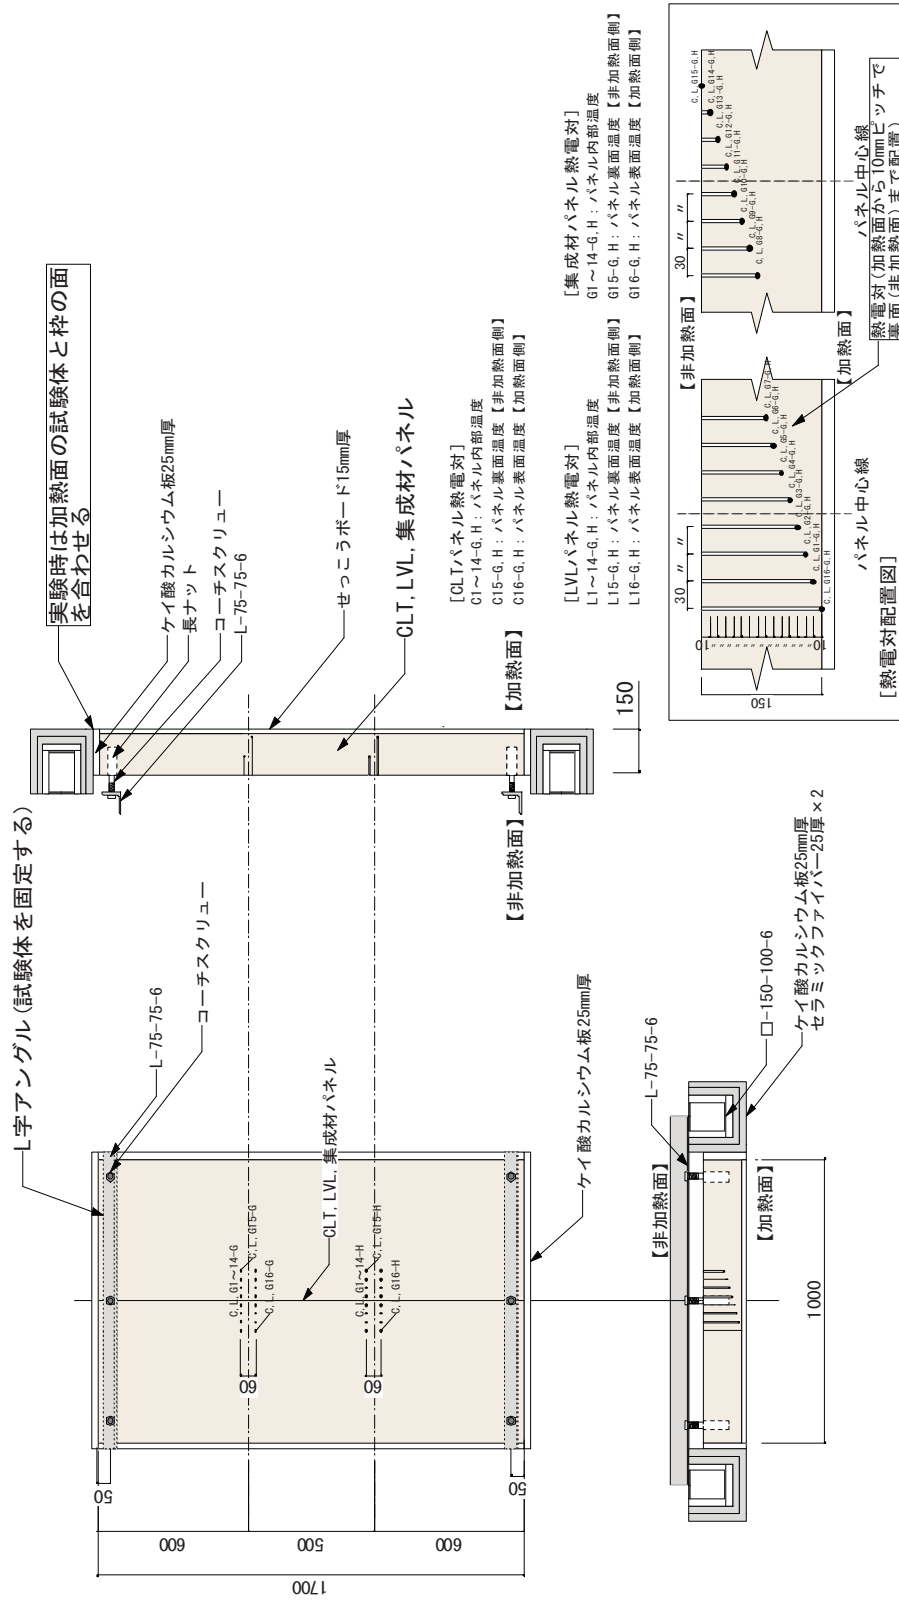 L字アングル(試験体を固定する)
L-75-75-6
コーチスクリュー
C.L.G1~14-G
C.L.G15-G
C.L.G16-G
C.L.G1~14-H
C.L.G15-H
C.L.G16-H
60
60
CLT, LVL, 集成材パネル
ケイ酸カルシウム板25mm厚
50
50
600
500
600
1700
実験時は加熱面の試験体と枠の面
を合わせる
ケイ酸カルシウム板25mm厚
長ナット
コーチスクリュー
L-75-75-6
せっこうボード15mm厚
CLT, LVL, 集成材パネル
【非加熱面】
【加熱面】
150
[CLTパネル熱電対]
C1~14-G,H：パネル内部温度
C15-G,H：パネル裏面温度【非加熱面側】
C16-G,H：パネル表面温度【加熱面側】
[LVLパネル熱電対]
L1~14-G,H：パネル内部温度
L15-G,H：パネル裏面温度【非加熱面側】
L16-G,H：パネル表面温度【加熱面側】
[集成材パネル熱電対]
G1~14-G,H：パネル内部温度
G15-G,H：パネル裏面温度【非加熱面側】
G16-G,H：パネル表面温度【加熱面側】
L-75-75-6
□-150-100-6
ケイ酸カルシウム板25mm厚
セラミックファイバー25厚×2
【非加熱面】
【加熱面】
1000
【非加熱面】
【加熱面】
30 〃 〃
30 〃 〃
10
10
150
C.L.G16-G.H
C.L.G1-G.H
C.L.G2-G.H
C.L.G3-G.H
C.L.G4-G.H
C.L.G5-G.H
C.L.G6-G.H
C.L.G7-G.H
C.L.G8-G.H
C.L.G9-G.H
C.L.G10-G.H
C.L.G11-G.H
C.L.G12-G.H
C.L.G13-G.H
C.L.G14-G.H
C.L.G15-G.H
パネル中心線
パネル中心線
熱電対(加熱面から10mmピッチで
裏面(非加熱面)まで配置)
[熱電対配置図]